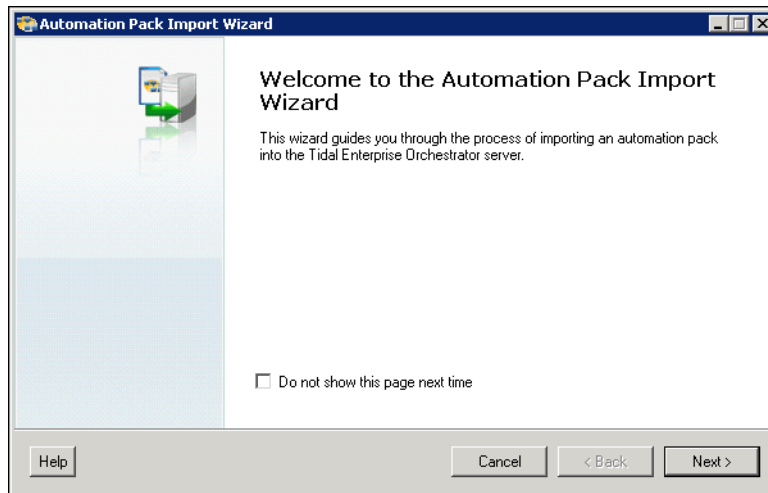 Automation Pack Import Wizard
Welcome to the Automation Pack Import
Wizard
This wizard guides you through the process of importing an automation pack
into the Tidal Enterprise Orchestrator server.
Do not show this page next time
Help
Cancel
< Back
Next >